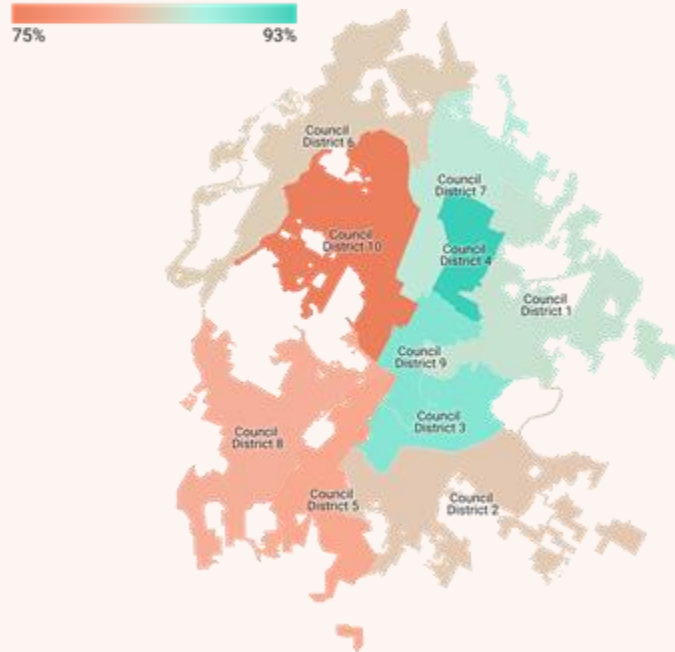 75% 93%
Council
District 6
Council
District 7
Council
District 10
Council
District 4
Council
District 1
Council
District 9
Council
District 3
Council
District 8
Council
District 5
Council
District 2